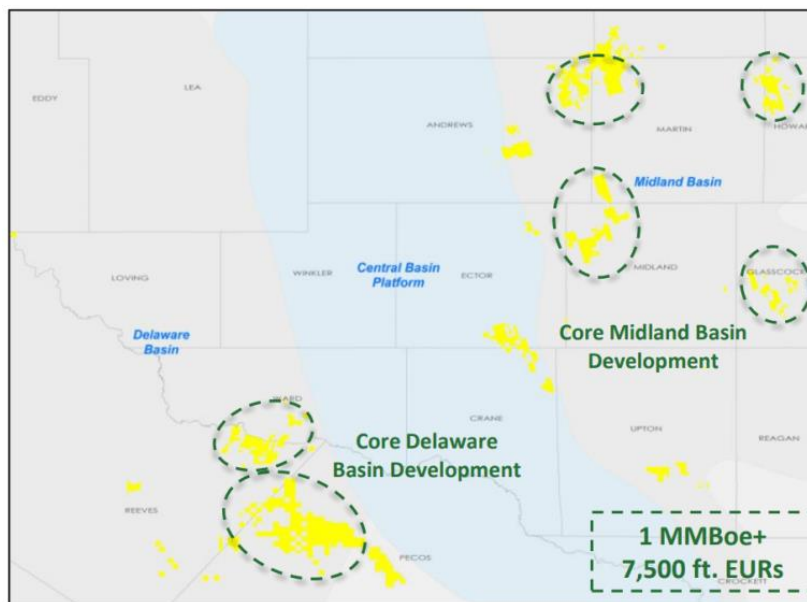 EDDY
LEA
ANDREWS
MARTIN
HOWAR
Midland Basin
LOVING
WINKLER
Central Basin
Platform
ECTOR
MIDLAND
GLASSCOCK
Delaware
Basin
Core Midland Basin
Development
WARD
CRANE
UPTON
REAGAN
Core Delaware
Basin Development
REEVES
PECOS
1 MMBoe+
7,500 ft. EURs
CROCKETT